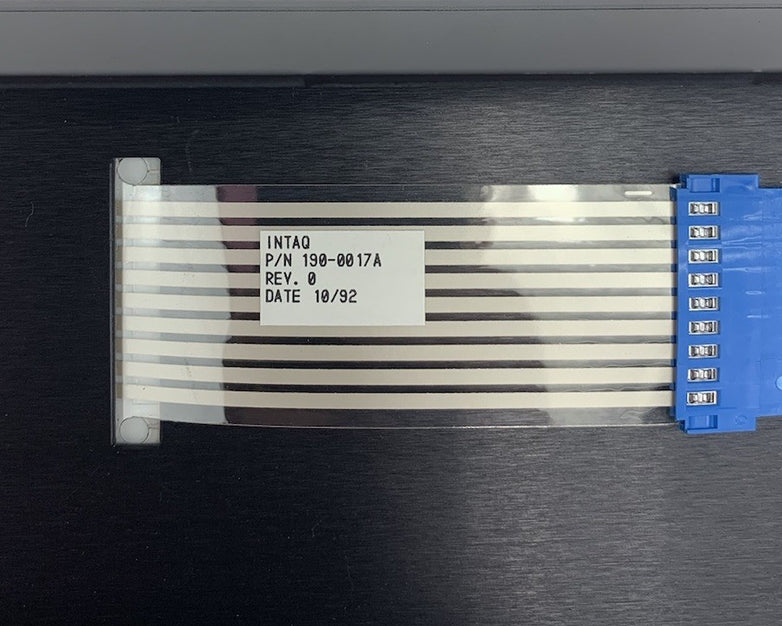 INTAQ
P/N 190-0017A
REV. 0
DATE 10/92